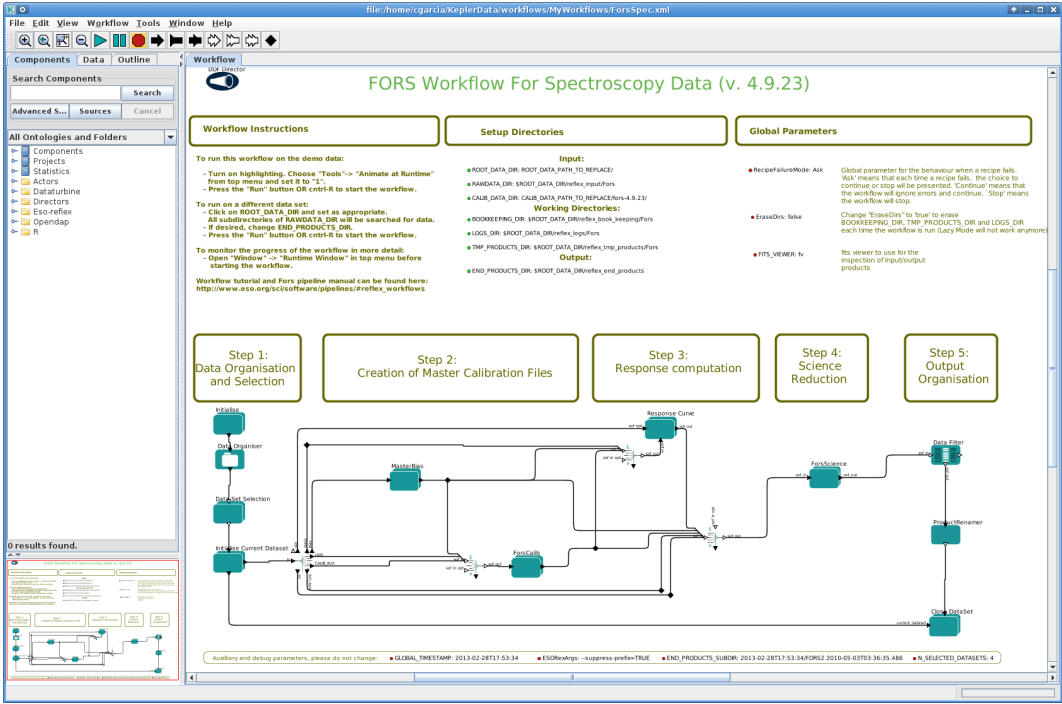 file:/home/cgarcia/KeplerData/workflows/MyWorkflows/ForsSpec.xml
File Edit View Workflow Tools Window Help
Components Data Outline
Workflow
Search Components
Search
Advanced S... Sources Cancel
All Ontologies and Folders
Components
Projects
Statistics
Actors
Dataturbine
Directors
Eso-reflex
Opendap
R
0 results found.
DDF Director
FORS Workflow For Spectroscopy Data (v. 4.9.23)
Workflow Instructions
To run this workflow on the demo data:
- Turn on highlighting. Choose "Tools"-> "Animate at Runtime"
from top menu and set it to "1".
- Press the "Run" button OR cntrl-R to start the workflow.
To run on a different data set:
- Click on ROOT_DATA_DIR and set as appropriate.
All subdirectories of RAWDATA_DIR will be searched for data.
- If desired, change END_PRODUCTS_DIR.
- Press the "Run" button OR cntrl-R to start the workflow.
To monitor the progress of the workflow in more detail:
- Open "Window" -> "Runtime Window" in top menu before
starting the workflow.
Workflow tutorial and Fors pipeline manual can be found here:
http://www.eso.org/sci/software/pipelines/#reflex_workflows
Setup Directories
Input:
ROOT_DATA_DIR: ROOT_DATA_PATH_TO_REPLACE/
RAWDATA_DIR: $ROOT_DATA_DIR/reflex_input/Fors
CALIB_DATA_DIR: CALIB_DATA_PATH_TO_REPLACE/fors-4.9.23/
Working Directories:
BOOKKEEPING_DIR: $ROOT_DATA_DIR/reflex_book_keeping/Fors
LOGS_DIR: $ROOT_DATA_DIR/reflex_logs/Fors
TMP_PRODUCTS_DIR: $ROOT_DATA_DIR/reflex_tmp_products/Fors
Output:
END_PRODUCTS_DIR: $ROOT_DATA_DIR/reflex_end_products
Global Parameters
RecipeFailureMode: Ask
Global parameter for the behaviour when a recipe fails.
'Ask' means that each time a recipe fails, the choice to
continue or stop wil be presented. 'Continue' means that
the workflow will ignore errors and continue. `Stop' means
the workflow will stop.
EraseDirs: false
Change "EraseDirs" to 'true' to erase
BOOKKEEPING_DIR, TMP_PRODUCTS_DIR and LOGS_DIR
each time the workflow is run (Lazy Mode will not work anymore)
FITS_VIEWER: fv
fits viewer to use for the
inspection of input/output
products
Step 1:
Data Organisation
and Selection
Step 2:
Creation of Master Calibration Files
Step 3:
Response computation
Step 4:
Science
Reduction
Step 5:
Output
Organisation
Initialise
Data Organiser
DataSet Selection
Initialise Current Dataset
MasterBias
ForsCalib
Response Curve
ForsScience
Data Filter
ProductRenamer
Close DataSet
current_dataset
Auxiliary and debug parameters, please do not change:
GLOBAL_TIMESTAMP: 2013-02-28T17:53:34
ESORexArgs: --suppress-prefix=TRUE
END_PRODUCTS_SUBDIR: 2013-02-28T17:53:34/FORS2.2010-05-03T03:36:35.486
N_SELECTED_DATASETS: 4